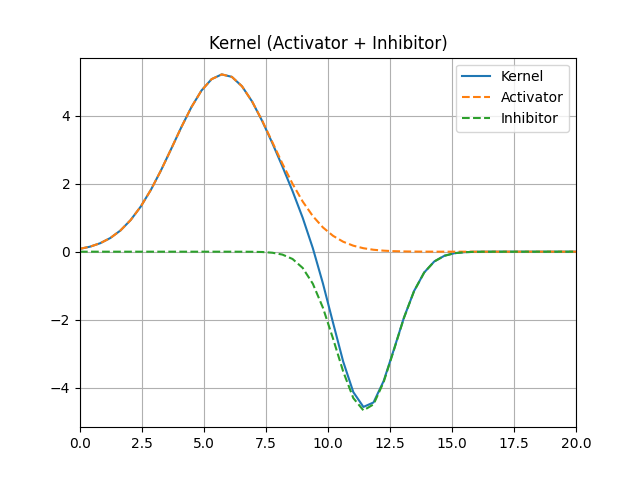 Kernel (Activator + Inhibitor)
Kernel
Activator
Inhibitor
4
2
0
−2
−4
0.0 2.5 5.0 7.5 10.0 12.5 15.0 17.5 20.0